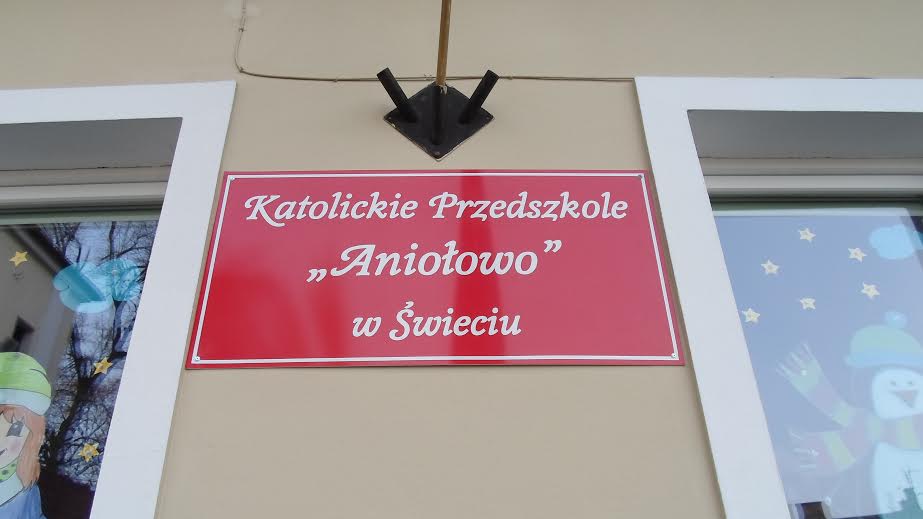 Katolickie Przedszkole
„Aniołowo”
w Świeciu